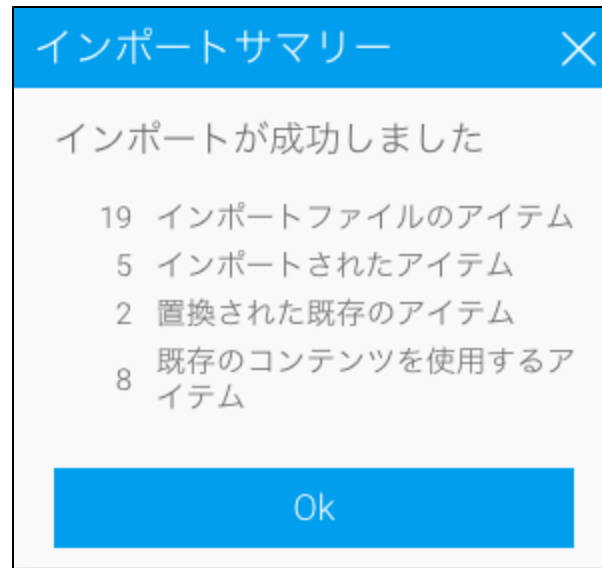 インポートサマリー
インポートが成功しました
19 インポートファイルのアイテム
5 インポートされたアイテム
2 置換された既存のアイテム
8 既存のコンテンツを使用するア
イテム
Ok